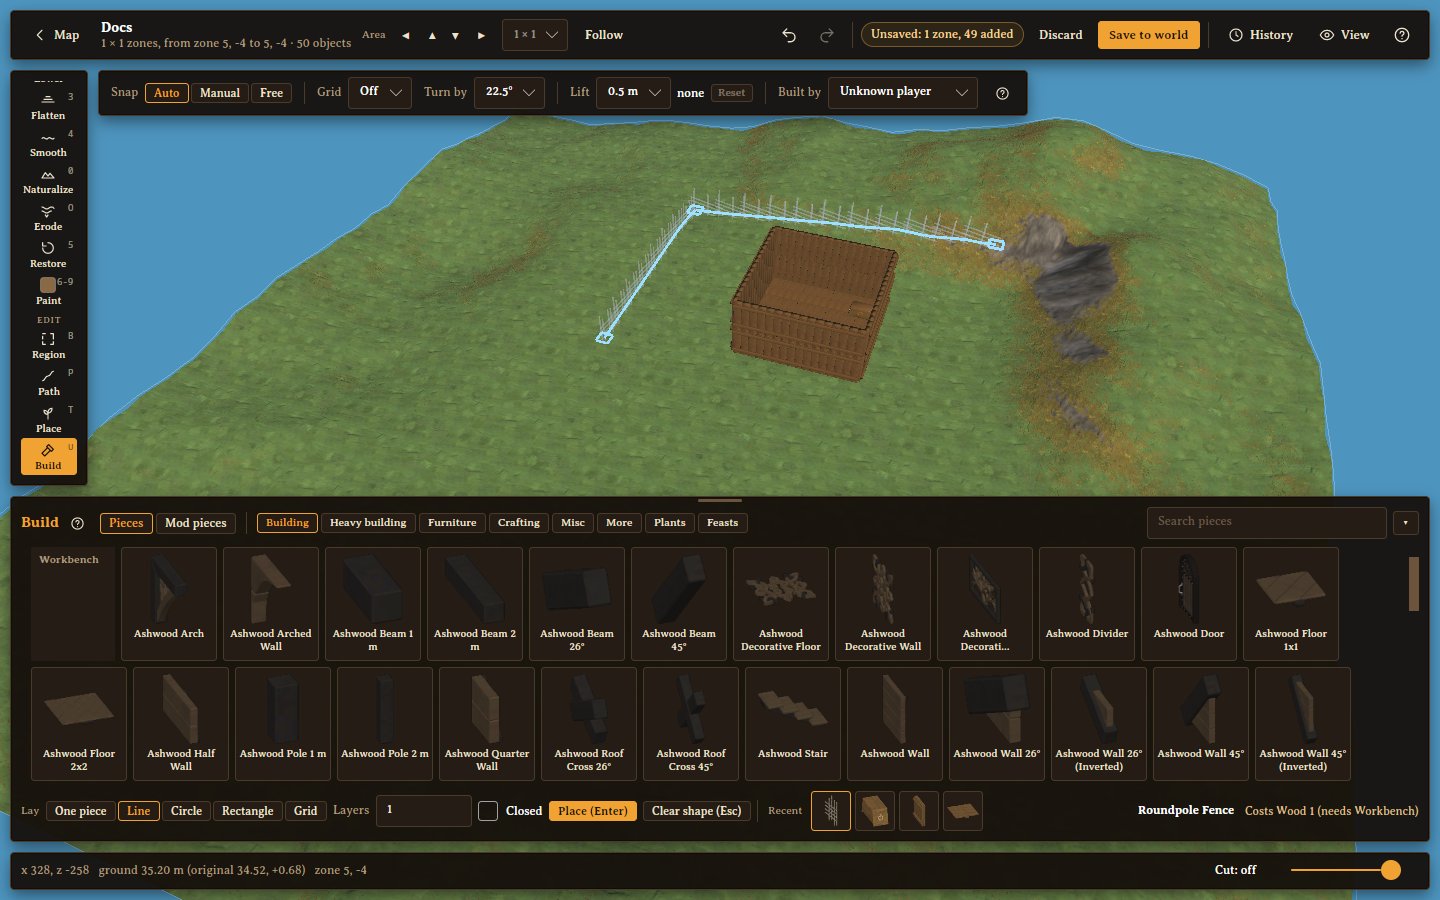 Map
Docs
1 × 1 zones, from zone 5, -4 to 5, -4 · 50 objects
Area
1 × 1
Follow
Unsaved: 1 zone, 49 added
Discard
Save to world
History
View
Snap Auto Manual Free
Grid Off
Turn by 22.5°
Lift 0.5 m none Reset
Built by Unknown player
3
Flatten
4
Smooth
0
Naturalize
O
Erode
5
Restore
6-9
Paint
EDIT
B
Region
P
Path
T
Place
U
Build
Build Pieces Mod pieces Building Heavy building Furniture Crafting Misc More Plants Feasts Search pieces
Workbench
Ashwood Arch
Ashwood Arched Wall
Ashwood Beam 1 m
Ashwood Beam 2 m
Ashwood Beam 26°
Ashwood Beam 45°
Ashwood Decorative Floor
Ashwood Decorative Wall
Ashwood Decorati...
Ashwood Divider
Ashwood Door
Ashwood Floor 1x1
Ashwood Floor 2x2
Ashwood Half Wall
Ashwood Pole 1 m
Ashwood Pole 2 m
Ashwood Quarter Wall
Ashwood Roof Cross 26°
Ashwood Roof Cross 45°
Ashwood Stair
Ashwood Wall
Ashwood Wall 26°
Ashwood Wall 26° (Inverted)
Ashwood Wall 45°
Ashwood Wall 45° (Inverted)
Lay One piece Line Circle Rectangle Grid Layers 1 Closed Place (Enter) Clear shape (Esc) Recent Roundpole Fence Costs Wood 1 (needs Workbench)
x 328, z -258 ground 35.20 m (original 34.52, +0.68) zone 5, -4
Cut: off